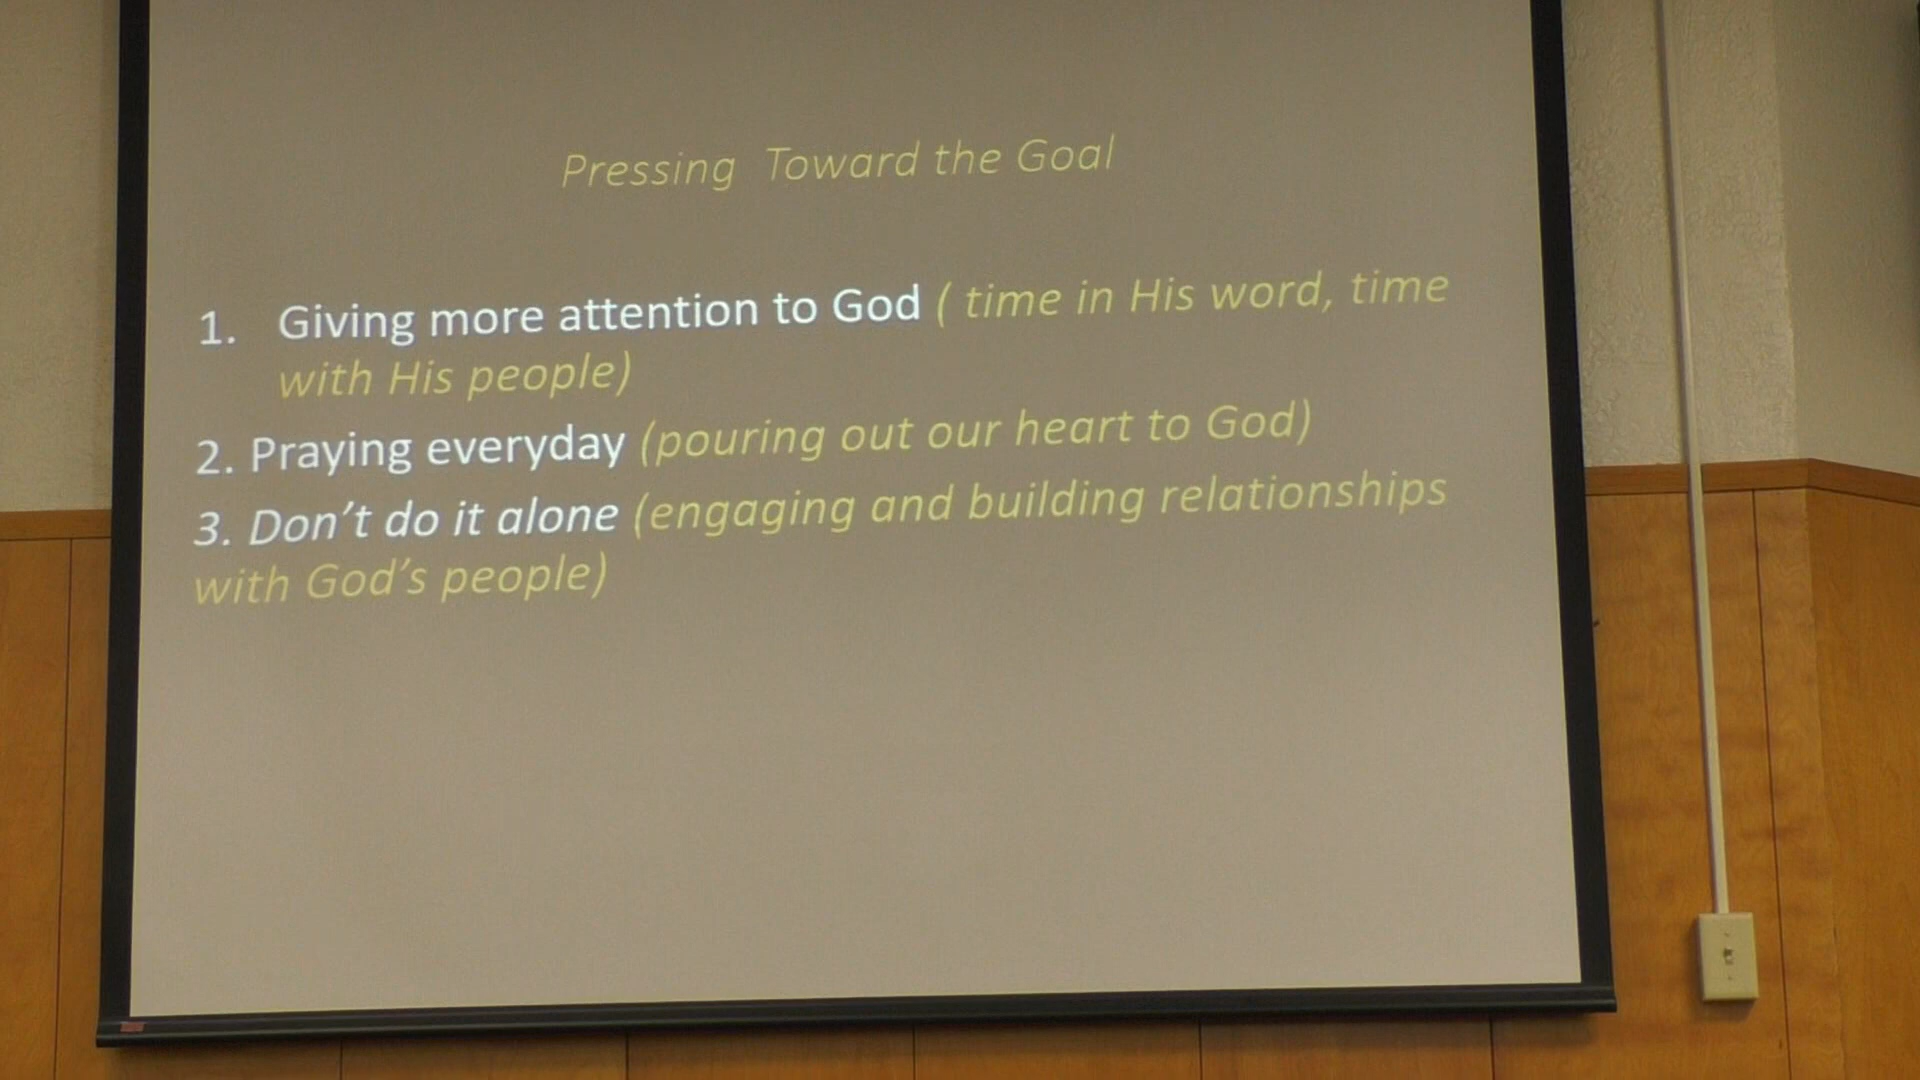 Pressing Toward the Goal
1. Giving more attention to God ( time in His word, time
with His people)
2. Praying everyday (pouring out our heart to God)
3. Don't do it alone (engaging and building relationships
with God's people)